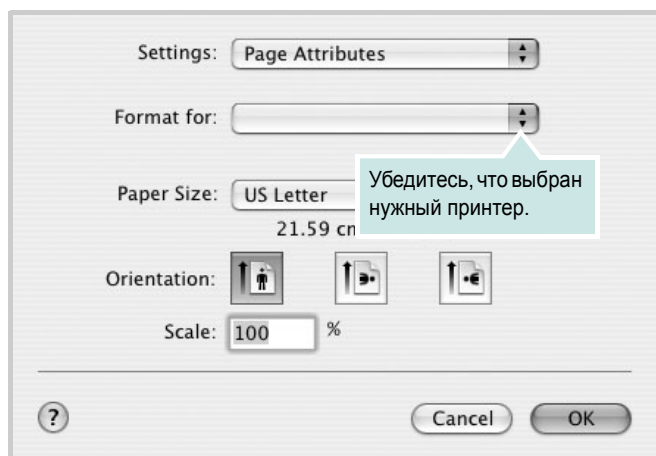 Settings: Page Attributes
Format for:
Paper Size: US Letter
Убедитесь, что выбран
нужный принтер.
21.59 cm
Orientation:
Scale: 100 %
? Cancel OK